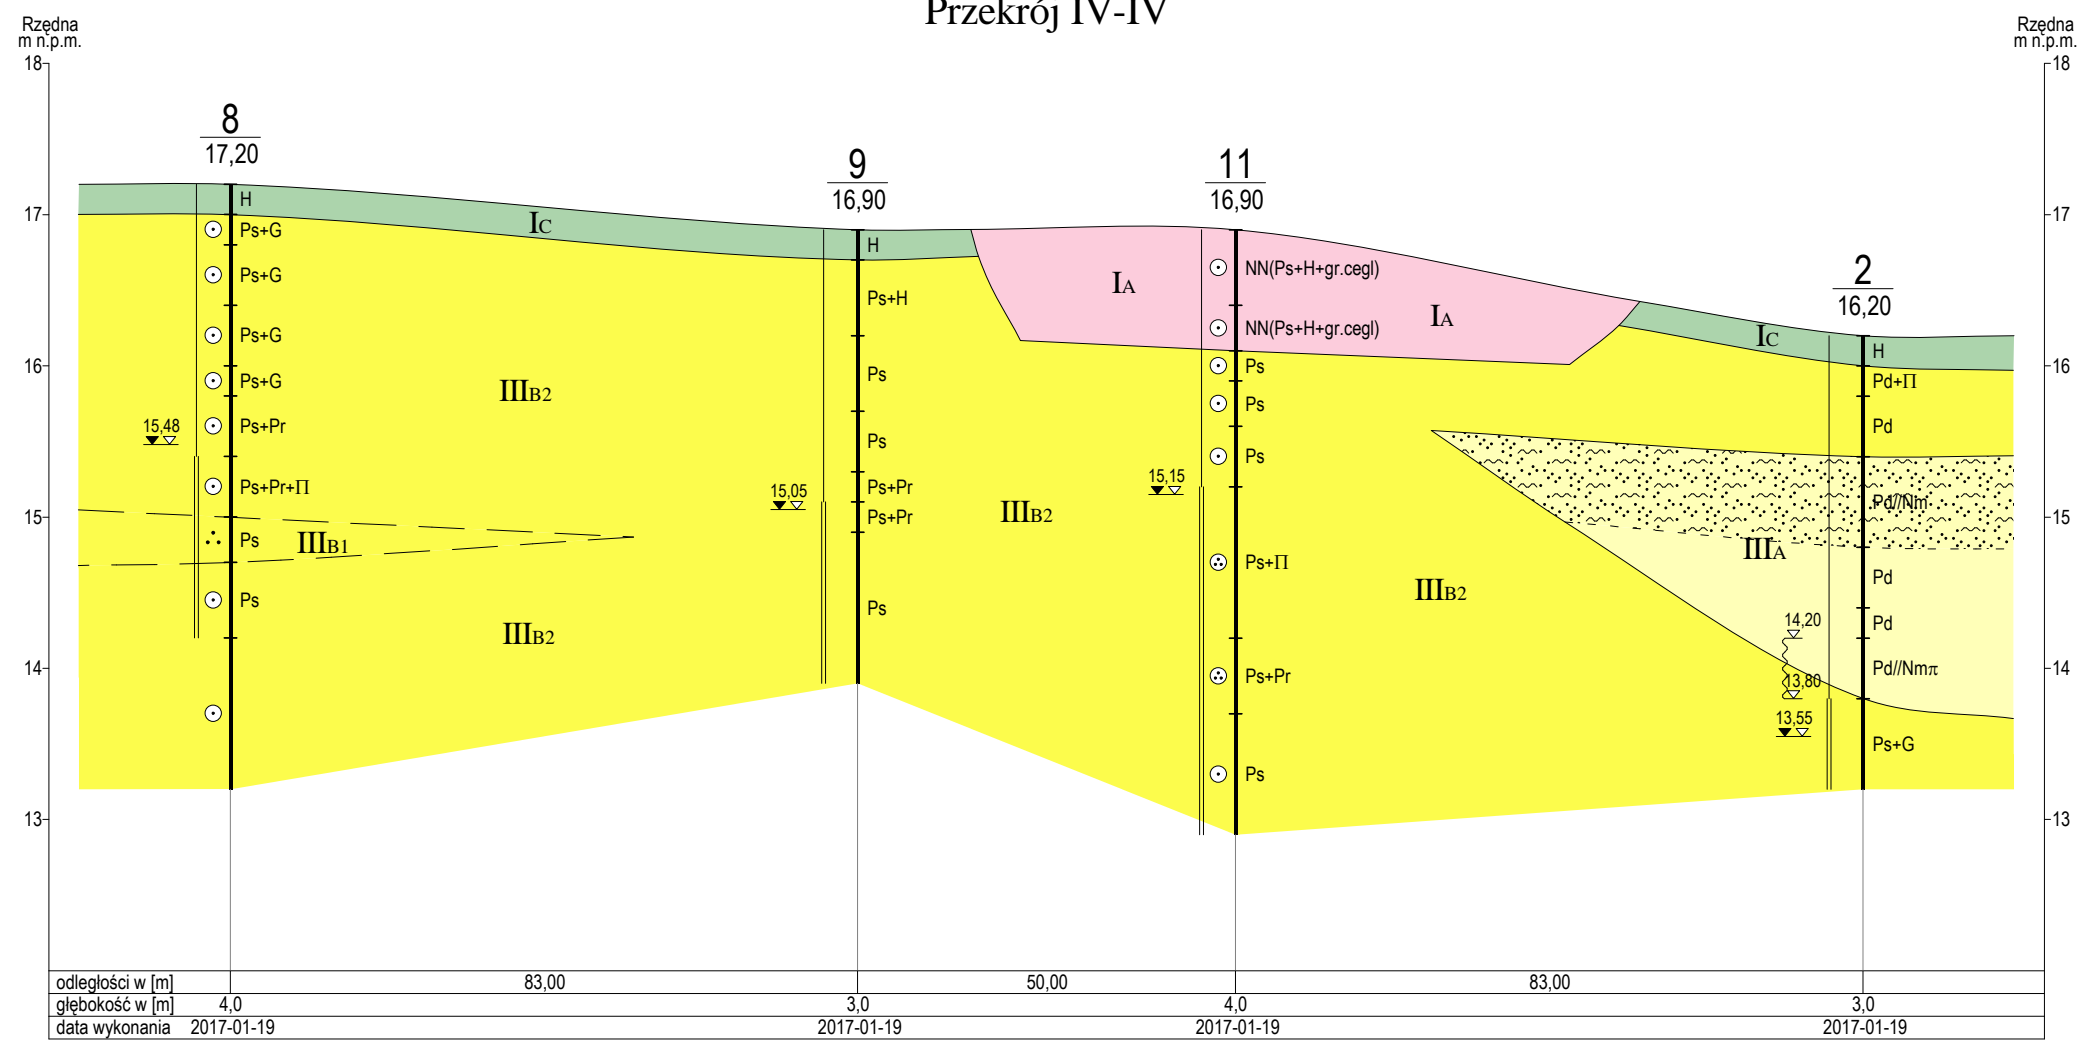 Przekrój IV-IV
Rzędna
m n.p.m.
Rzędna
m n.p.m.
18
17
16
15
14
13
18
17
16
15
14
13
8
17,20
H
Ps+G
Ps+G
Ps+G
Ps+G
Ps+Pr
Ps+Pr+Π
Ps
Ps
15,48
IC
IIIB2
IIIB1
IIIB2
9
16,90
H
Ps+H
Ps
Ps
Ps+Pr
Ps+Pr
Ps
15,05
IIIB2
IA
11
16,90
NN(Ps+H+gr.cegl)
NN(Ps+H+gr.cegl)
Ps
Ps
Ps
Ps+Π
Ps+Pr
Ps
15,15
IA
IIIB2
IC
IIIA
2
16,20
H
Pd+Π
Pd
Pd//Nm
Pd
Pd
Pd//Nmπ
Ps+G
14,20
13,80
13,55
odległości w [m] 83,00 50,00 83,00
głębokość w [m] 4,0 3,0 4,0 3,0
data wykonania 2017-01-19 2017-01-19 2017-01-19 2017-01-19